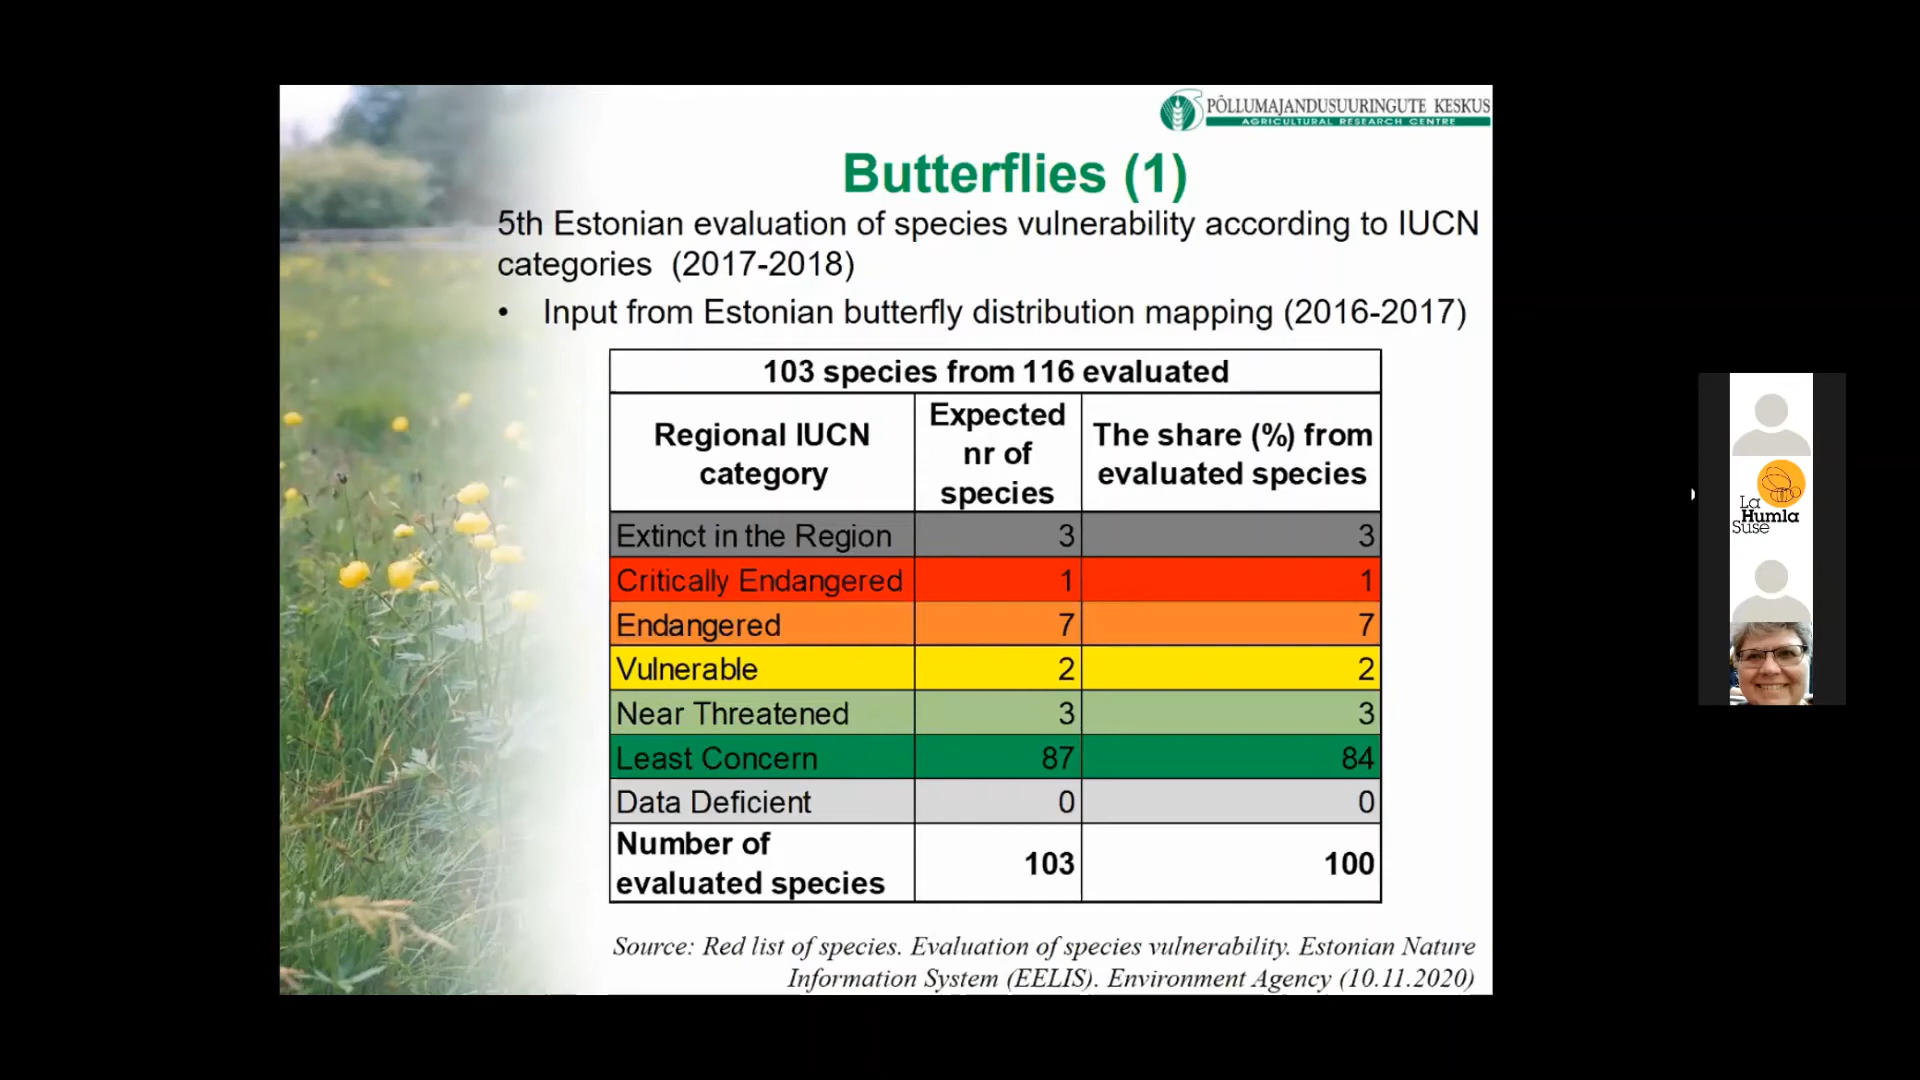 PÕLLUMAJANDUSUURINGUTE KESKUS
AGRICULTURAL RESEARCH CENTRE
Butterflies (1)
5th Estonian evaluation of species vulnerability according to IUCN
categories (2017-2018)
• Input from Estonian butterfly distribution mapping (2016-2017)
103 species from 116 evaluated
Regional IUCN
category
Expected
nr of
species
The share (%) from
evaluated species
Extinct in the Region 3 3
Critically Endangered 1 1
Endangered 7 7
Vulnerable 2 2
Near Threatened 3 3
Least Concern 87 84
Data Deficient 0 0
Number of
evaluated species 103 100
Source: Red list of species. Evaluation of species vulnerability. Estonian Nature
Information System (EELIS). Environment Agency (10.11.2020)
La
Humla
Suse